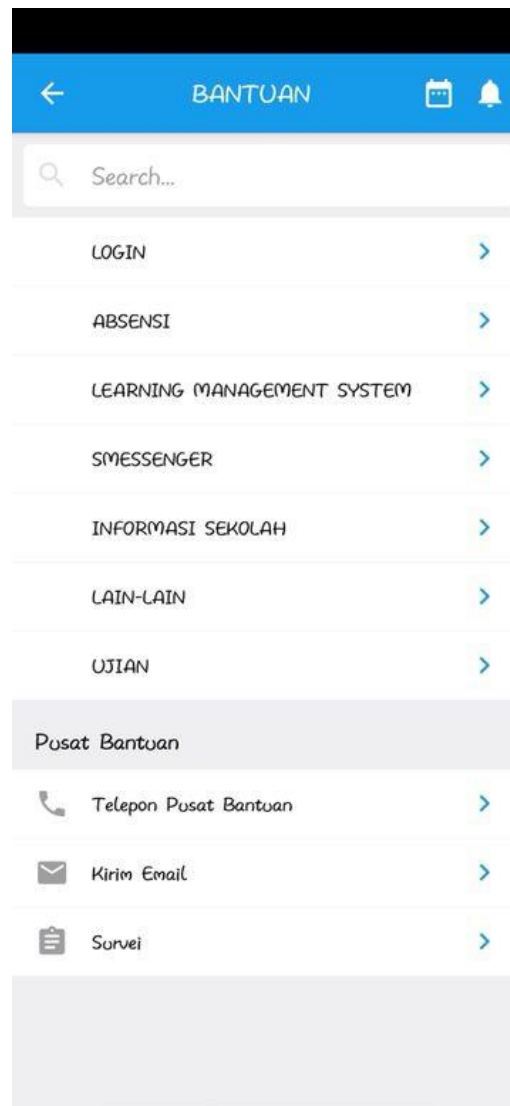 BANTUAN
Search...
LOGIN
ABSENSI
LEARNING MANAGEMENT SYSTEM
SMESSENGER
INFORMASI SEKOLAH
LAIN-LAIN
UJIAN
Pusat Bantuan
Telepon Pusat Bantuan
Kirim Email
Survei